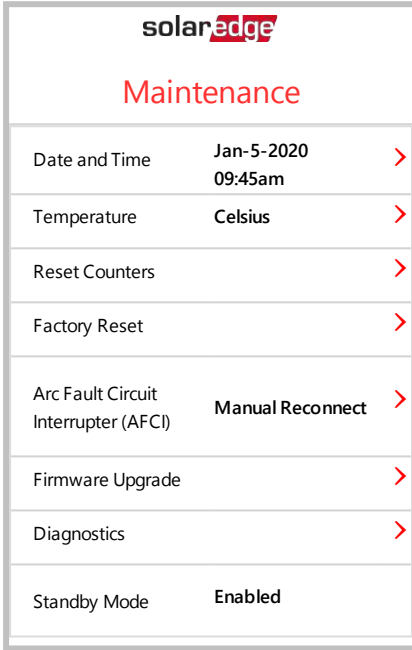 solaredge
Maintenance
Date and Time Jan-5-2020
09:45am
Temperature Celsius
Reset Counters
Factory Reset
Arc Fault Circuit
Interrupter (AFCI) Manual Reconnect
Firmware Upgrade
Diagnostics
Standby Mode Enabled